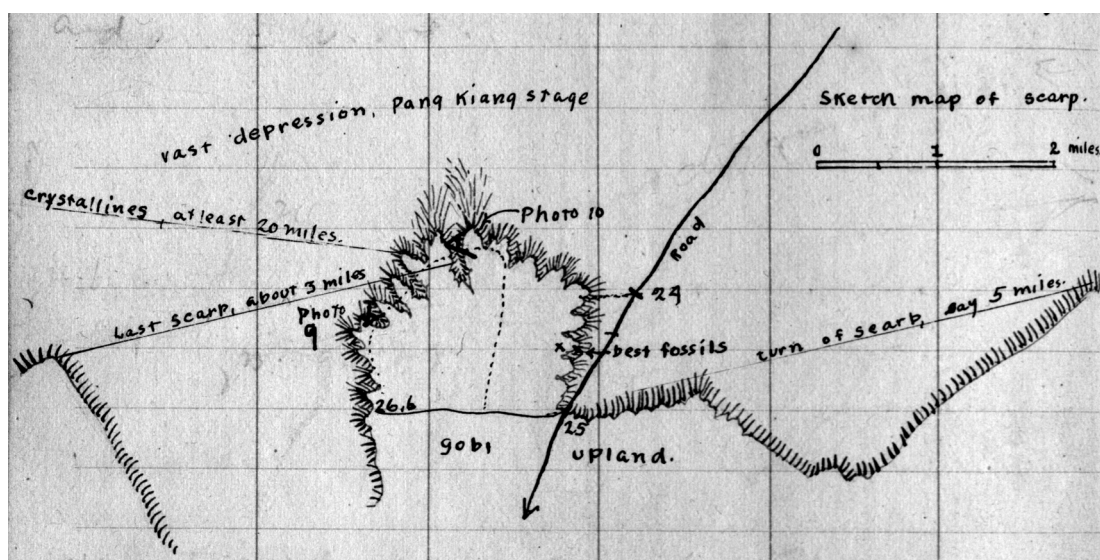 Sketch map of scarp.
0 1 2 miles
vast depression, Pang Kiang stage
crystallines, at least 20 miles.
Photo 10
Road
Last scarp, about 3 miles
24
Photo
9
turn of scarp, say 5 miles.
best fossils
26.6
25
gobi
upland.